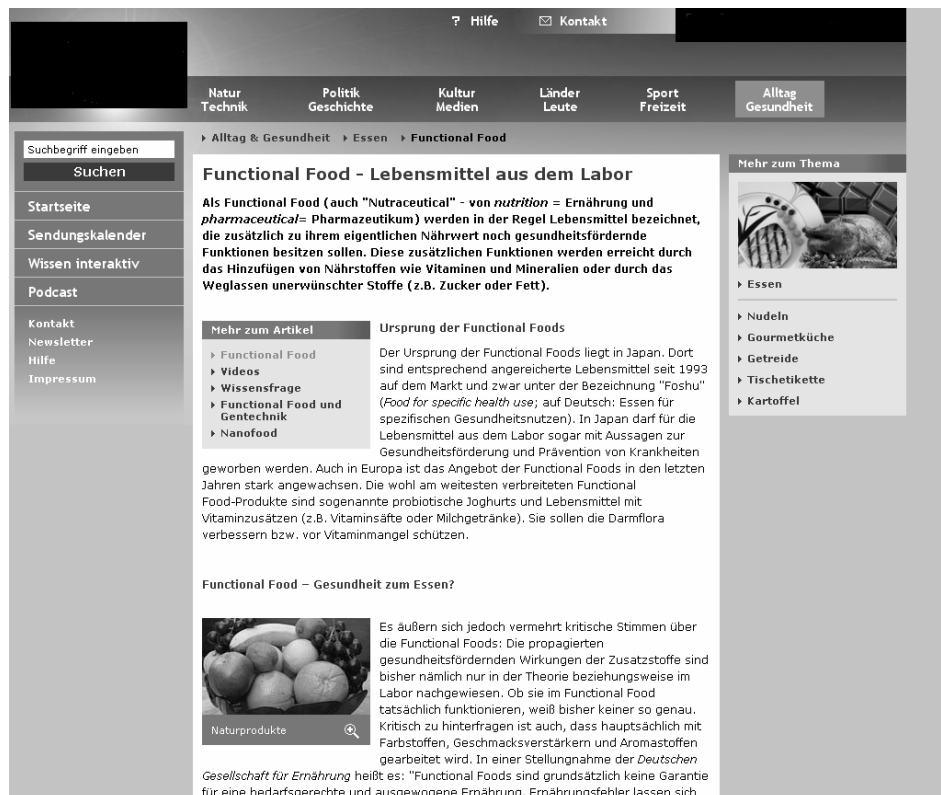 ? Hilfe
Kontakt
Natur
Technik
Politik
Geschichte
Kultur
Medien
Länder
Leute
Sport
Freizeit
Alltag
Gesundheit
Suchbegriff eingeben
Suchen
Startseite
Sendungskalender
Wissen interaktiv
Podcast
Kontakt
Newsletter
Hilfe
Impressum
Alltag & Gesundheit Essen Functional Food
Functional Food - Lebensmittel aus dem Labor
Als Functional Food (auch "Nutraceutical" - von nutrition = Ernährung und
pharmaceutical= Pharmazeutikum) werden in der Regel Lebensmittel bezeichnet,
die zusätzlich zu ihrem eigentlichen Nährwert noch gesundheitsfördernde
Funktionen besitzen sollen. Diese zusätzlichen Funktionen werden erreicht durch
das Hinzufügen von Nährstoffen wie Vitaminen und Mineralien oder durch das
Weglassen unerwünschter Stoffe (z.B. Zucker oder Fett).
Mehr zum Artikel
Functional Food
Videos
Wissensfrage
Functional Food und
Gentechnik
Nanofood
Ursprung der Functional Foods
Der Ursprung der Functional Foods liegt in Japan. Dort
sind entsprechend angereicherte Lebensmittel seit 1993
auf dem Markt und zwar unter der Bezeichnung "Foshu"
(Food for specific health use; auf Deutsch: Essen für
spezifischen Gesundheitsnutzen). In Japan darf für die
Lebensmittel aus dem Labor sogar mit Aussagen zur
Gesundheitsförderung und Prävention von Krankheiten
geworben werden. Auch in Europa ist das Angebot der Functional Foods in den letzten
Jahren stark angewachsen. Die wohl am weitesten verbreiteten Functional
Food-Produkte sind sogenannte probiotische Joghurts und Lebensmittel mit
Vitaminzusätzen (z.B. Vitaminsäfte oder Milchgetränke). Sie sollen die Darmflora
verbessern bzw. vor Vitaminmangel schützen.
Functional Food – Gesundheit zum Essen?
Naturprodukte
Es äußern sich jedoch vermehrt kritische Stimmen über
die Functional Foods: Die propagierten
gesundheitsfördernden Wirkungen der Zusatzstoffe sind
bisher nämlich nur in der Theorie beziehungsweise im
Labor nachgewiesen. Ob sie im Functional Food
tatsächlich funktionieren, weiß bisher keiner so genau.
Kritisch zu hinterfragen ist auch, dass hauptsächlich mit
Farbstoffen, Geschmacksverstärkern und Aromastoffen
gearbeitet wird. In einer Stellungnahme der Deutschen
Gesellschaft für Ernährung heißt es: "Functional Foods sind grundsätzlich keine Garantie
für eine bedarfsgerechte und ausgewogene Ernährung. Ernährungsfehler lassen sich
Mehr zum Thema
Essen
Nudeln
Gourmetküche
Getreide
Tischetikette
Kartoffel